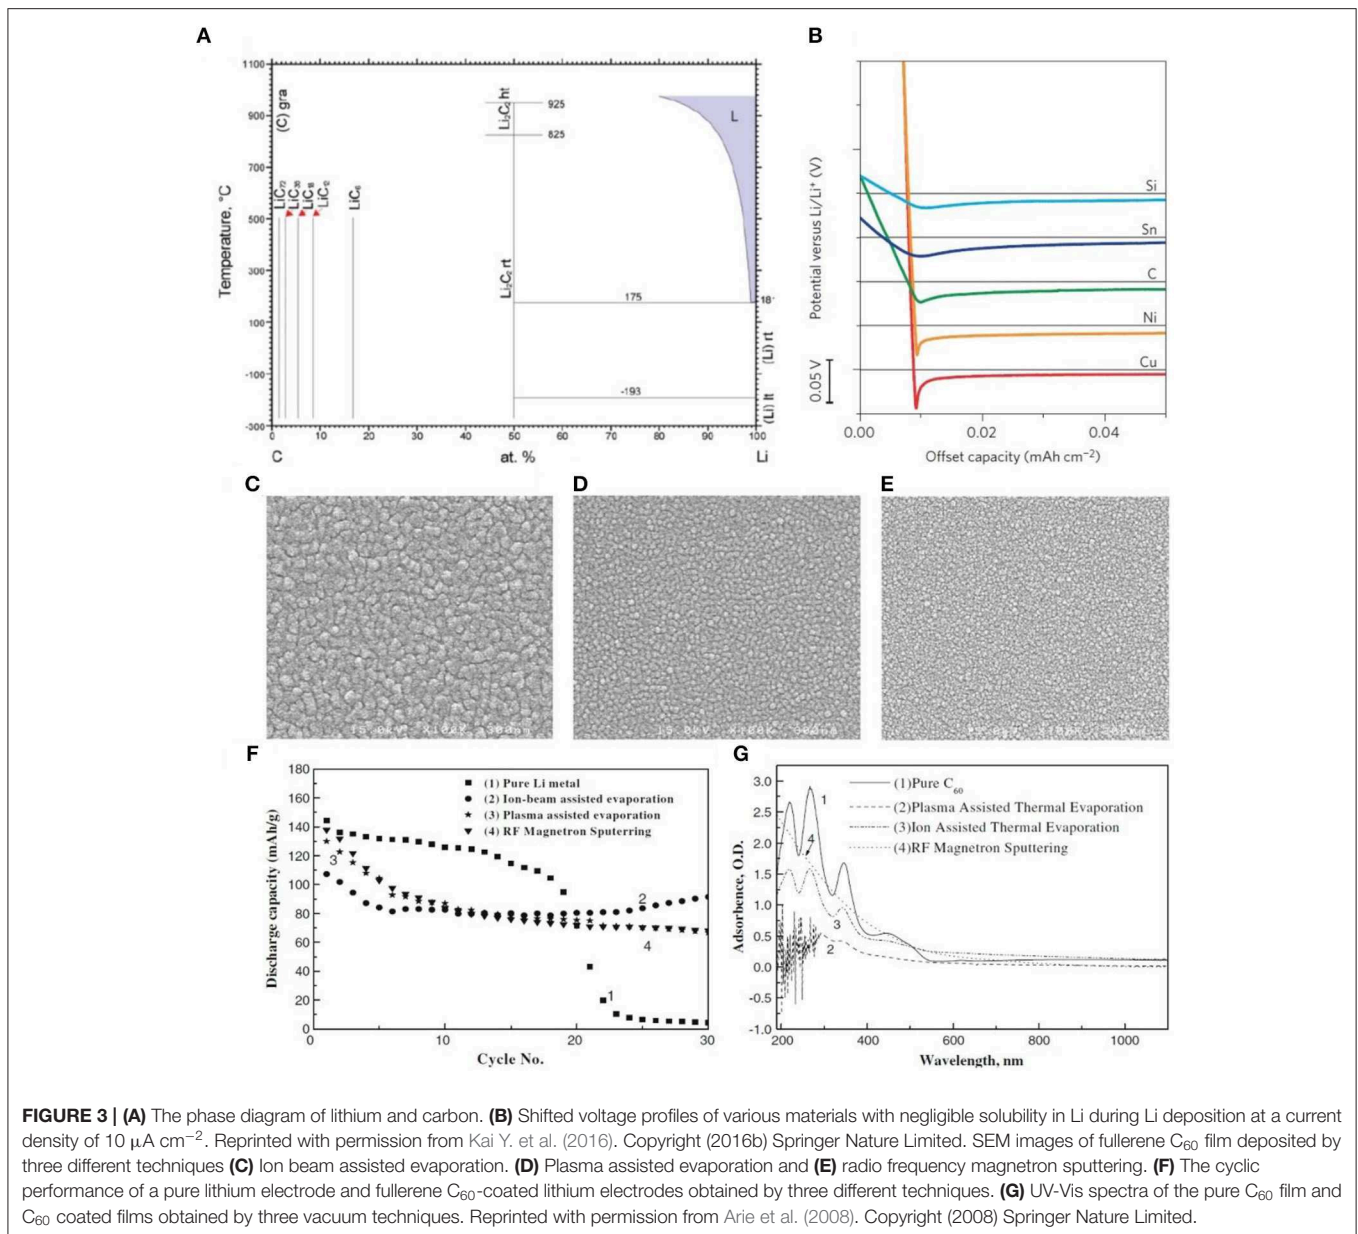 A
B
1100
900
700
500
300
100
-100
-300
Temperature, °C
(C) gra
LiC₇₂
LiC₃₆
LiC₁₈
LiC₁₂
LiC₆
Li₂C₂ ht
Li₂C₂ rt
925
825
175
-193
L
(Li) rt
(Li) lt
0 10 20 30 40 50 60 70 80 90 100
C at. % Li
Potential versus Li/Li⁺ (V)
0.05 V
Si
Sn
C
Ni
Cu
0.00 0.02 0.04
Offset capacity (mAh cm⁻²)
C D E
F
180
160
140
120
100
80
60
40
20
0
Discharge capacity (mAh/g)
(1) Pure Li metal
(2) Ion-beam assisted evaporation
(3) Plasma assisted evaporation
(4) RF Magnetron Sputerring
3
2
4
1
0 10 20 30
Cycle No.
G
3.0
2.5
2.0
1.5
1.0
0.5
0.0
-0.5
-1.0
Adsorbence, O.D.
(1)Pure C₆₀
(2)Plasma Assisted Thermal Evaporation
(3)Ion Assisted Thermal Evaporation
(4)RF Magnetron Sputtering
1
4
3
2
200 400 600 800 1000
Wavelength, nm
FIGURE 3 | (A) The phase diagram of lithium and carbon. (B) Shifted voltage profiles of various materials with negligible solubility in Li during Li deposition at a current
density of 10 μA cm⁻². Reprinted with permission from Kai Y. et al. (2016). Copyright (2016b) Springer Nature Limited. SEM images of fullerene C₆₀ film deposited by
three different techniques (C) Ion beam assisted evaporation. (D) Plasma assisted evaporation and (E) radio frequency magnetron sputtering. (F) The cyclic
performance of a pure lithium electrode and fullerene C₆₀-coated lithium electrodes obtained by three different techniques. (G) UV-Vis spectra of the pure C₆₀ film and
C₆₀ coated films obtained by three vacuum techniques. Reprinted with permission from Arie et al. (2008). Copyright (2008) Springer Nature Limited.